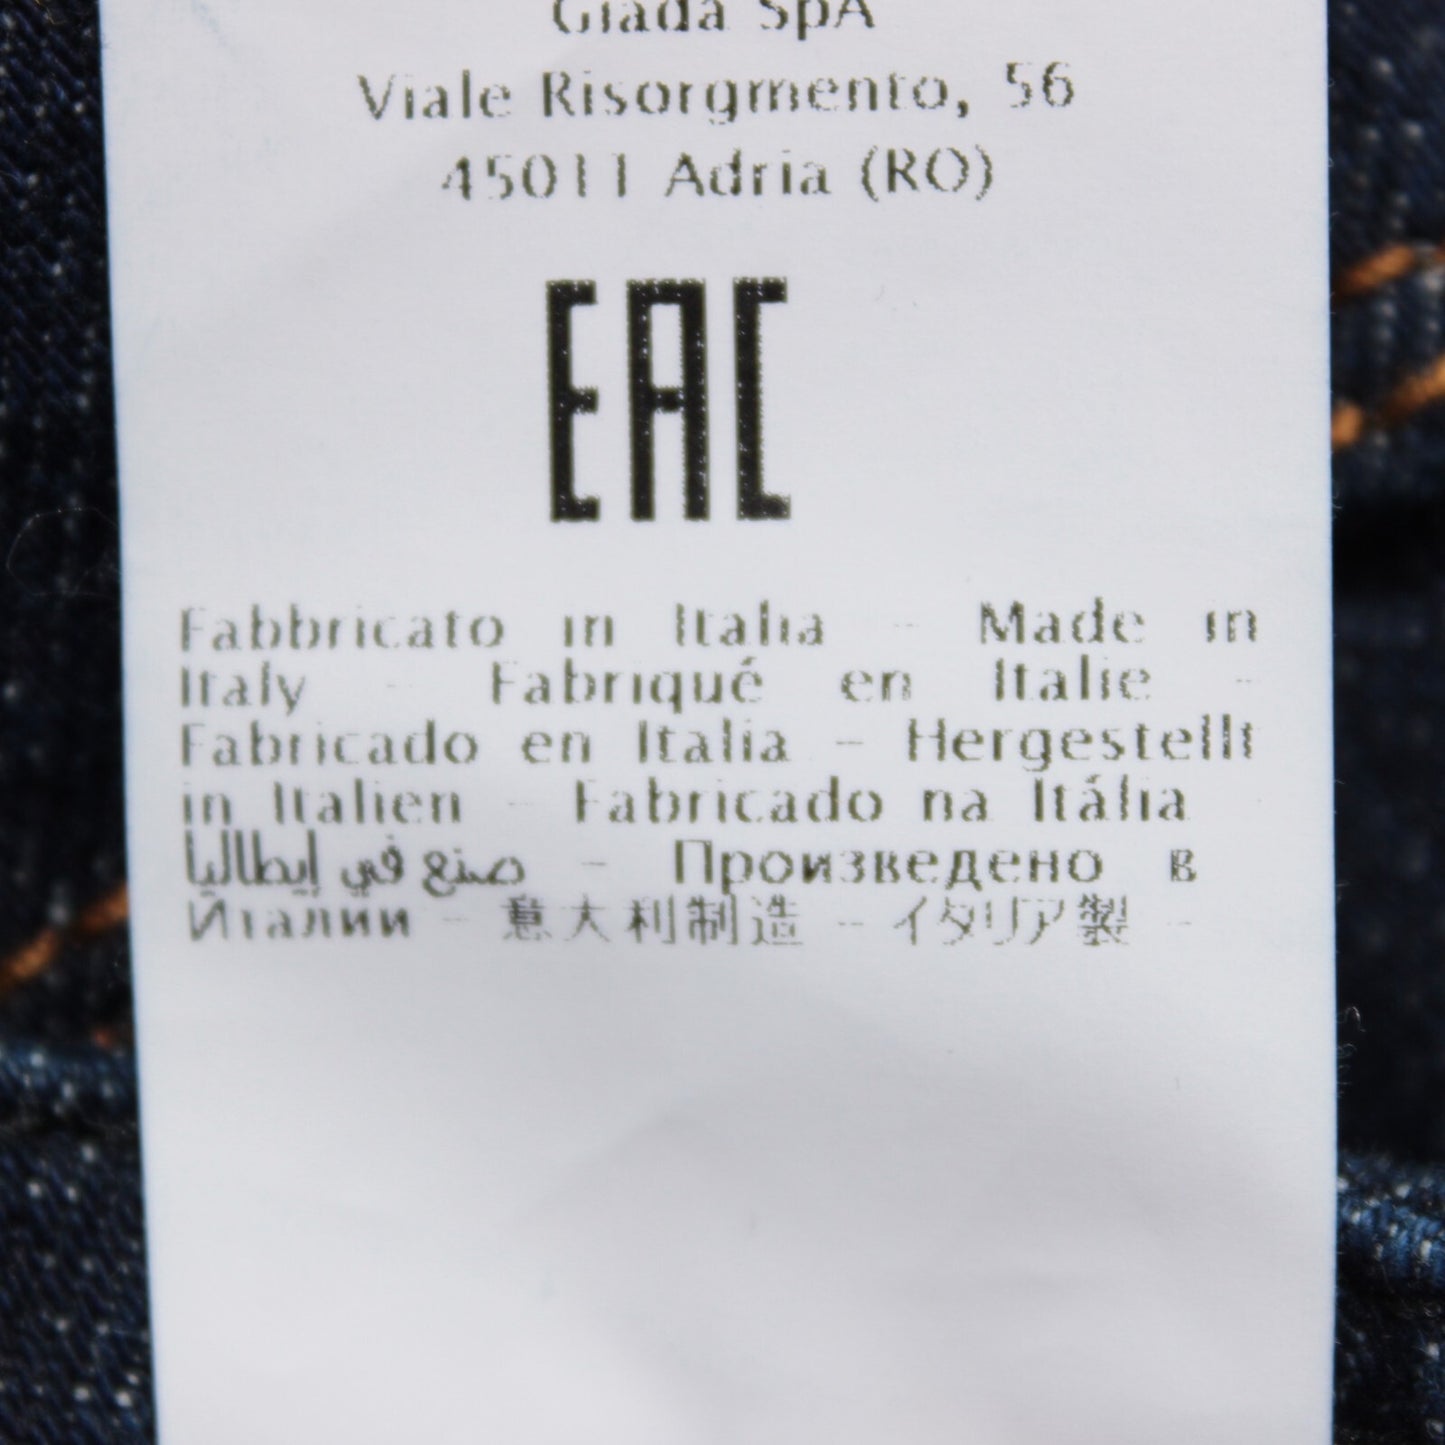 Giada SpA
Viale Risorgmento, 56
45011 Adria (RO)
EAC
Fabbricato in Italia - Made in
Italy - Fabriqué en Italie -
Fabricado en Italia - Hergestellt
in Italien - Fabricado na Itália
صنع في إيطاليا - Произведено в
Италии - 意大利制造 - イタリア製 -